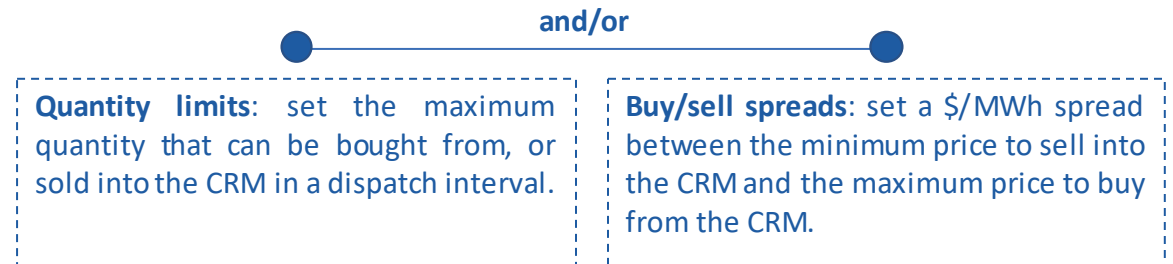 and/or
Quantity limits: set the maximum
quantity that can be bought from, or
sold into the CRM in a dispatch interval.
Buy/sell spreads: set a $/MWh spread
between the minimum price to sell into
the CRM and the maximum price to buy
from the CRM.